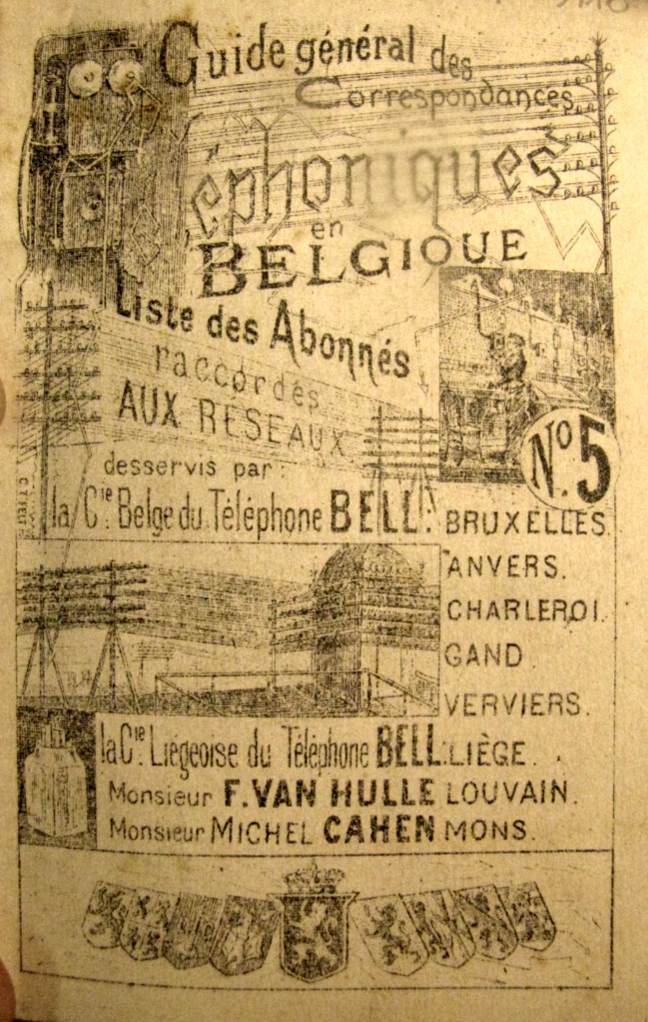 Guide général des
Correspondances
éphoniques
en
BELGIQUE
Liste des Abonnés
raccordés
AUX RÉSEAUX
desservis par:
la Cie Belge du Téléphone BELL: BRUXELLES.
ANVERS.
CHARLEROI.
GAND
VERVIERS.
No. 5
la Cie Liégeoise du Téléphone BELL: LIÈGE.
Monsieur F. VAN HULLE LOUVAIN.
Monsieur MICHEL CAHEN MONS.